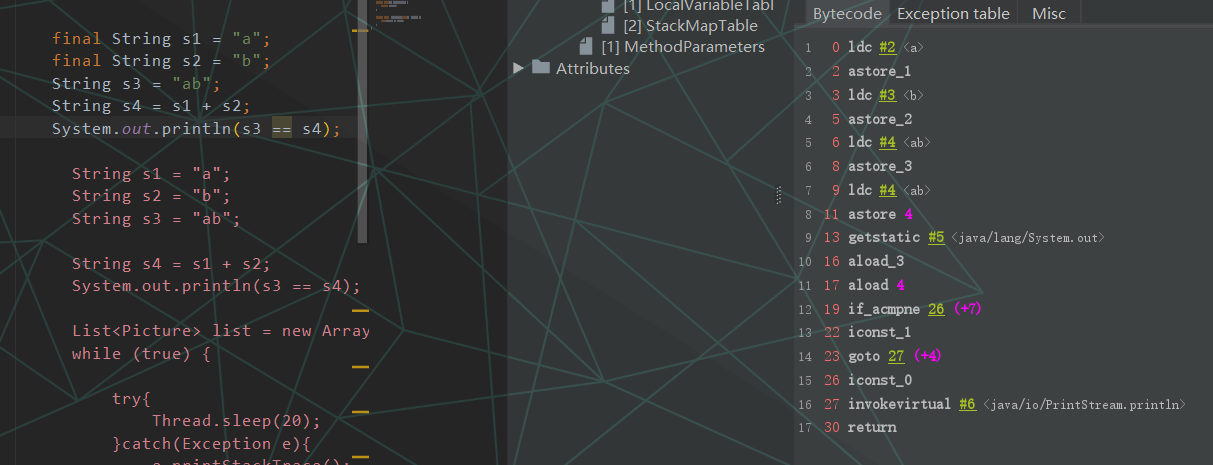 final String s1 = "a";
final String s2 = "b";
String s3 = "ab";
String s4 = s1 + s2;
System.out.println(s3 == s4);
String s1 = "a";
String s2 = "b";
String s3 = "ab";
String s4 = s1 + s2;
System.out.println(s3 == s4);
List<Picture> list = new Array
while (true) {
try{
Thread.sleep(20);
}catch(Exception e){
e.printStackTrace();
[1] LocalVariableTabl
[2] StackMapTable
[1] MethodParameters
Attributes
Bytecode Exception table Misc
1 0 ldc #2 <a>
2 2 astore_1
3 3 ldc #3 <b>
4 5 astore_2
5 6 ldc #4 <ab>
6 8 astore_3
7 9 ldc #4 <ab>
8 11 astore 4
9 13 getstatic #5 <java/lang/System.out>
10 16 aload_3
11 17 aload 4
12 19 if_acmpne 26 (+7)
13 22 iconst_1
14 23 goto 27 (+4)
15 26 iconst_0
16 27 invokevirtual #6 <java/io/PrintStream.println>
17 30 return